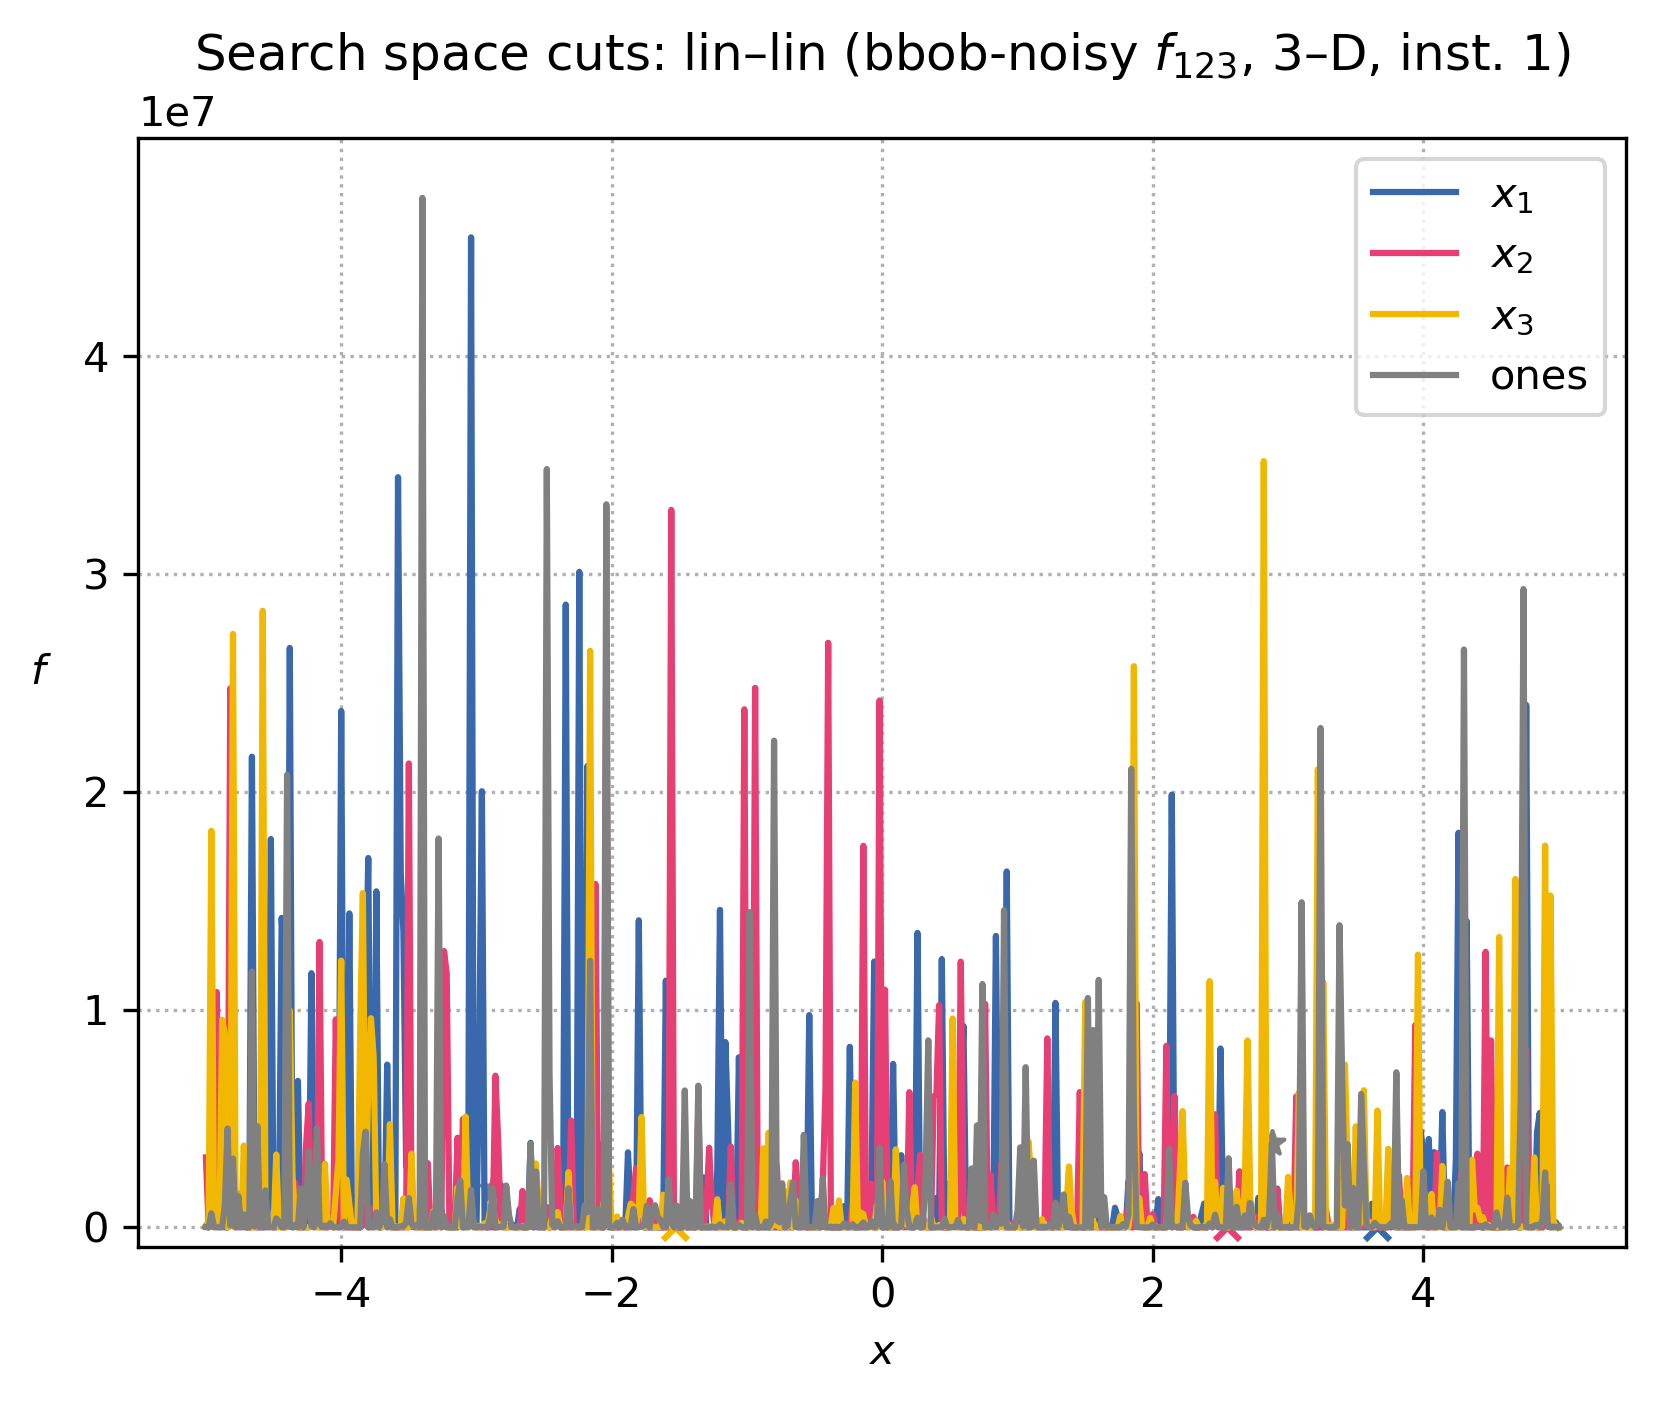 Search space cuts: lin–lin (bbob-noisy f₁₂₃, 3–D, inst. 1)
1e7
x₁
x₂
x₃
ones
4
3
2
1
0
f
−4 −2 0 2 4
x